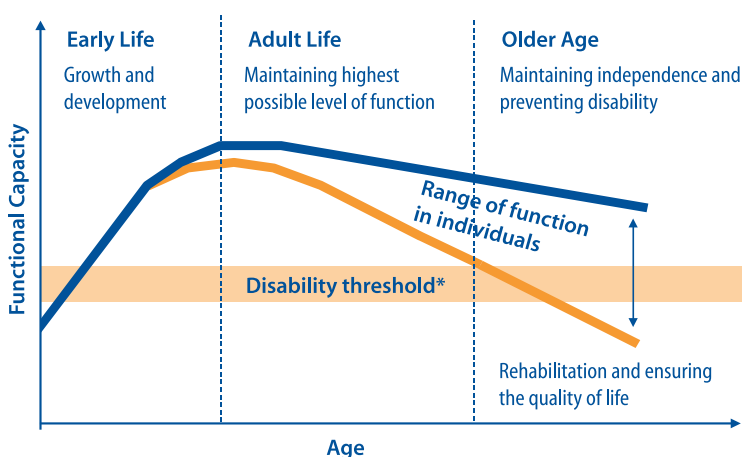 Early Life
Growth and
development
Adult Life
Maintaining highest
possible level of function
Older Age
Maintaining independence and
preventing disability
Functional Capacity
Range of function
in individuals
Disability threshold*
Rehabilitation and ensuring
the quality of life
Age